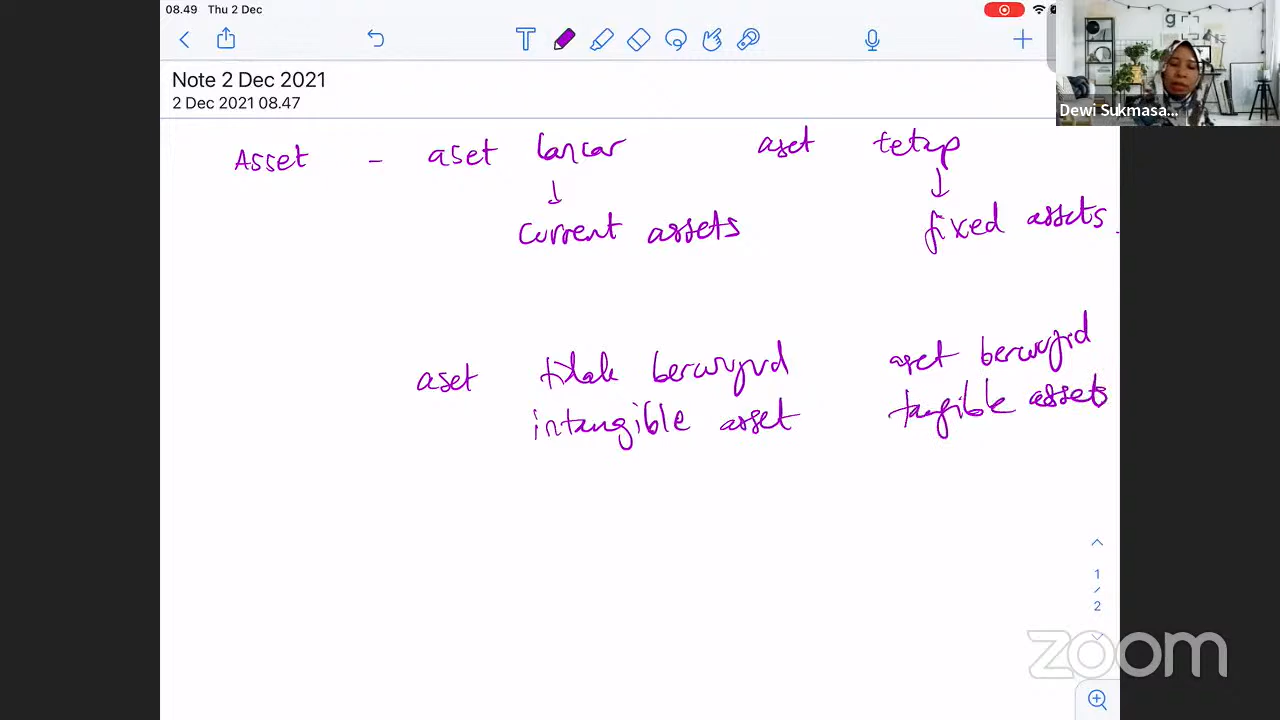 08.49 Thu 2 Dec
Dewi Sukmasa...
Note 2 Dec 2021
2 Dec 2021 08.47
Asset - aset lancar aset tetap
current assets fixed assets.
aset tidak berwujud aset berwujud
intangible asset tangible assets
1
/
2
zoom